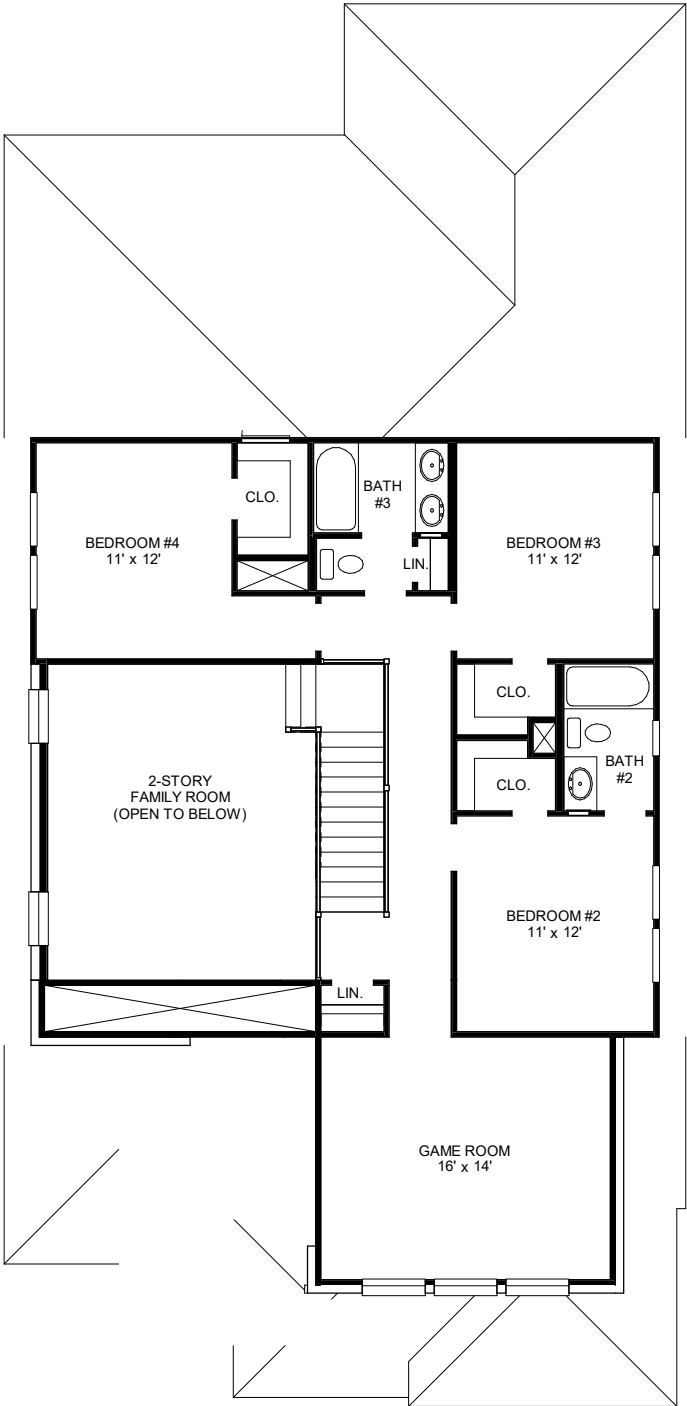 CLO.
BATH
#3
BEDROOM #4
11' x 12'
LIN.
BEDROOM #3
11' x 12'
CLO.
2-STORY
FAMILY ROOM
(OPEN TO BELOW)
BATH
#2
CLO.
BEDROOM #2
11' x 12'
LIN.
GAME ROOM
16' x 14'